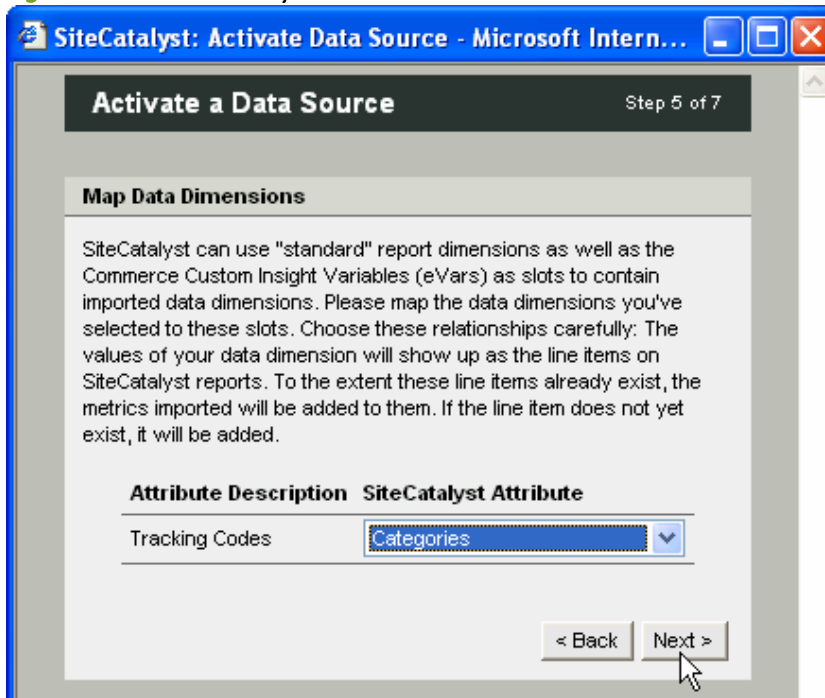 SiteCatalyst: Activate Data Source - Microsoft Intern...
Activate a Data Source Step 5 of 7
Map Data Dimensions
SiteCatalyst can use "standard" report dimensions as well as the
Commerce Custom Insight Variables (eVars) as slots to contain
imported data dimensions. Please map the data dimensions you've
selected to these slots. Choose these relationships carefully: The
values of your data dimension will show up as the line items on
SiteCatalyst reports. To the extent these line items already exist, the
metrics imported will be added to them. If the line item does not yet
exist, it will be added.
Attribute Description SiteCatalyst Attribute
Tracking Codes Categories
< Back Next >